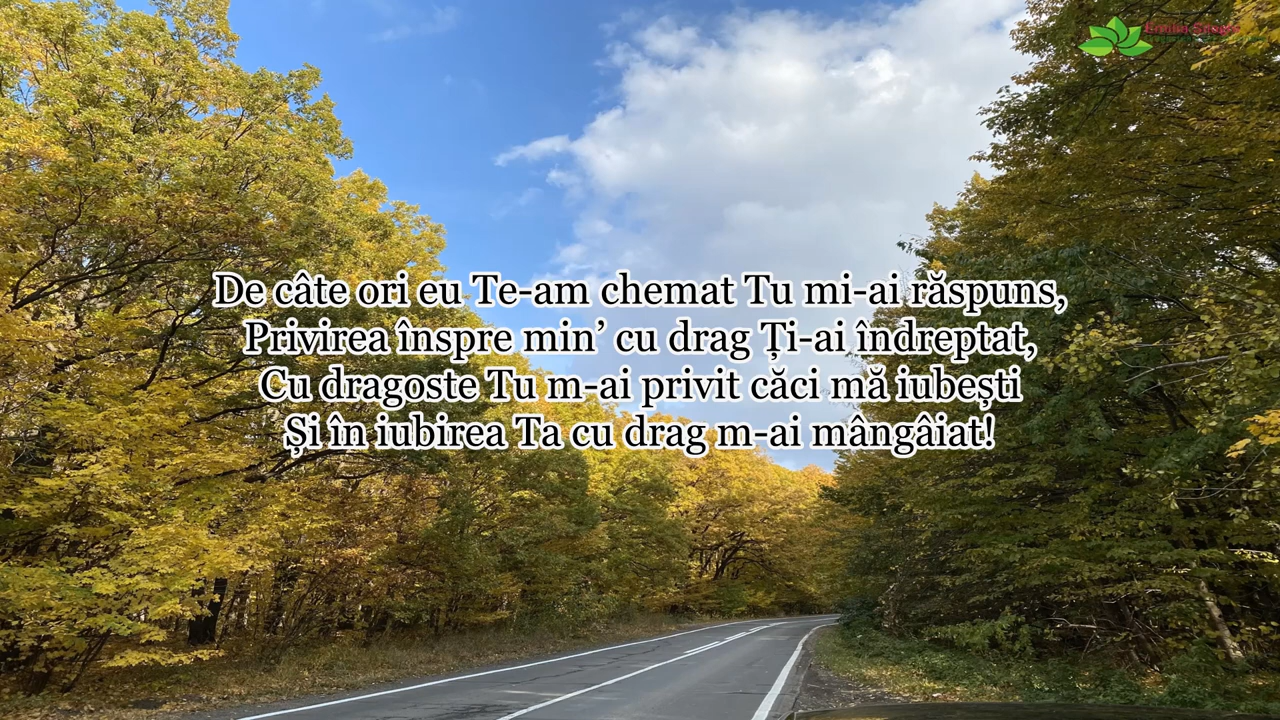 De câte ori eu Te-am chemat Tu mi-ai răspuns,
Privirea înspre min’ cu drag Ți-ai îndreptat,
Cu dragoste Tu m-ai privit căci mă iubești
Și în iubirea Ta cu drag m-ai mângâiat!